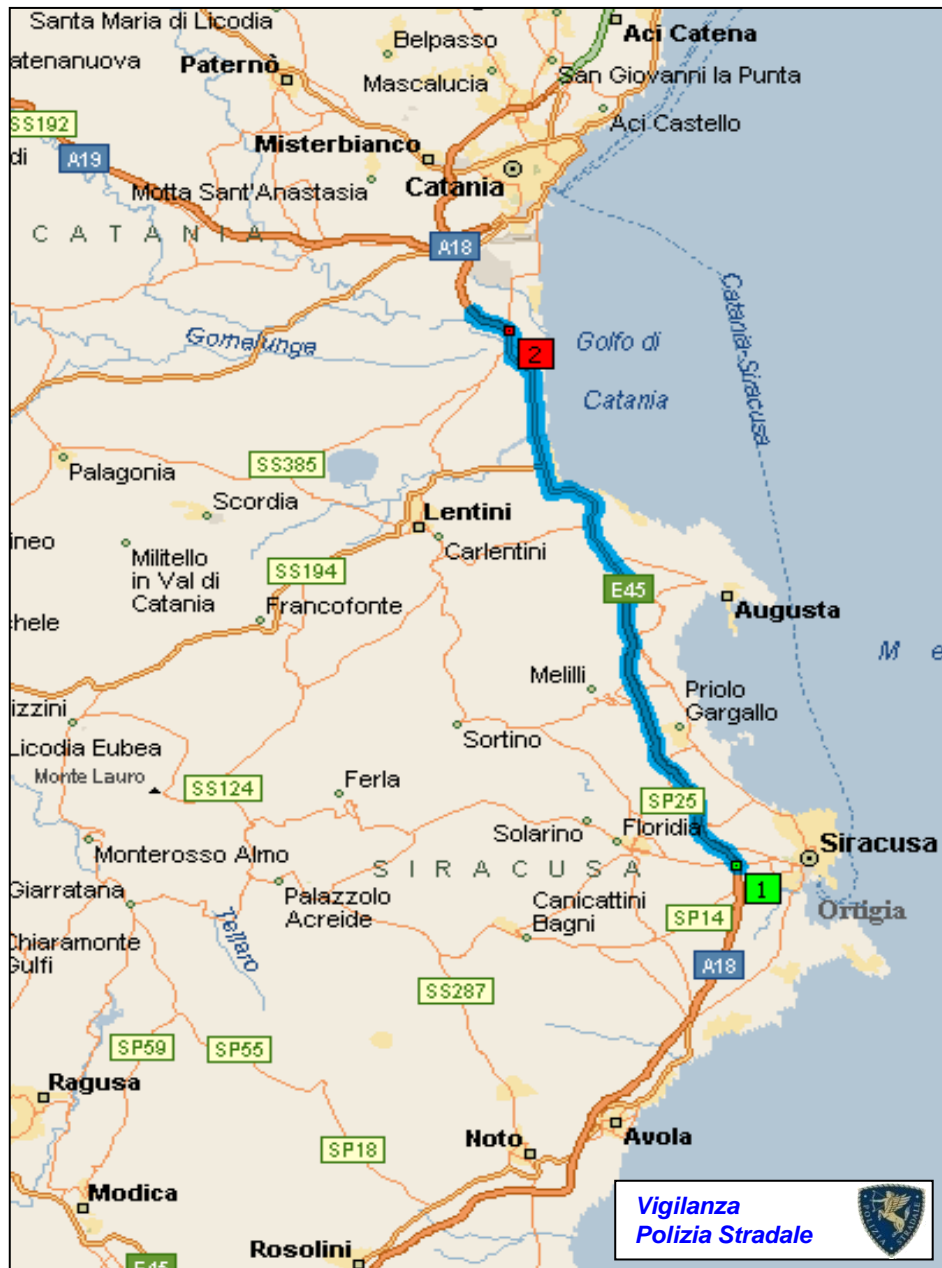 Santa Maria di Licodia
Aci Catena
Belpasso
atenanuova
Paternò
Mascalucia
San Giovanni la Punta
SS192
Aci Castello
di
A19
Misterbianco
Motta Sant'Anastasia
Catania
CATANIA
A18
Catania-Siracusa
Gornalunga
2
Golfo di
Catania
Palagonia
SS385
Scordia
Lentini
ineo
Militello
in Val di
Catania
Carlentini
SS194
E45
Augusta
Francofonte
chele
M e
Melilli
Priolo
Gargallo
izzini
Sortino
Licodia Eubea
Monte Lauro
SS124
Ferla
SP25
Solarino
Floridia
Siracusa
Monterosso Almo
SIRACUSA
1
Giarratana
Palazzolo
Acreide
Canicattini
Bagni
Ortigia
SP14
Tellaro
Chiaramonte
Gulfi
A18
SS287
SP59
SP55
Ragusa
SP18
Noto
Avola
Modica
Vigilanza
Polizia Stradale
POLIZIA STRADALE
Rosolini
E45